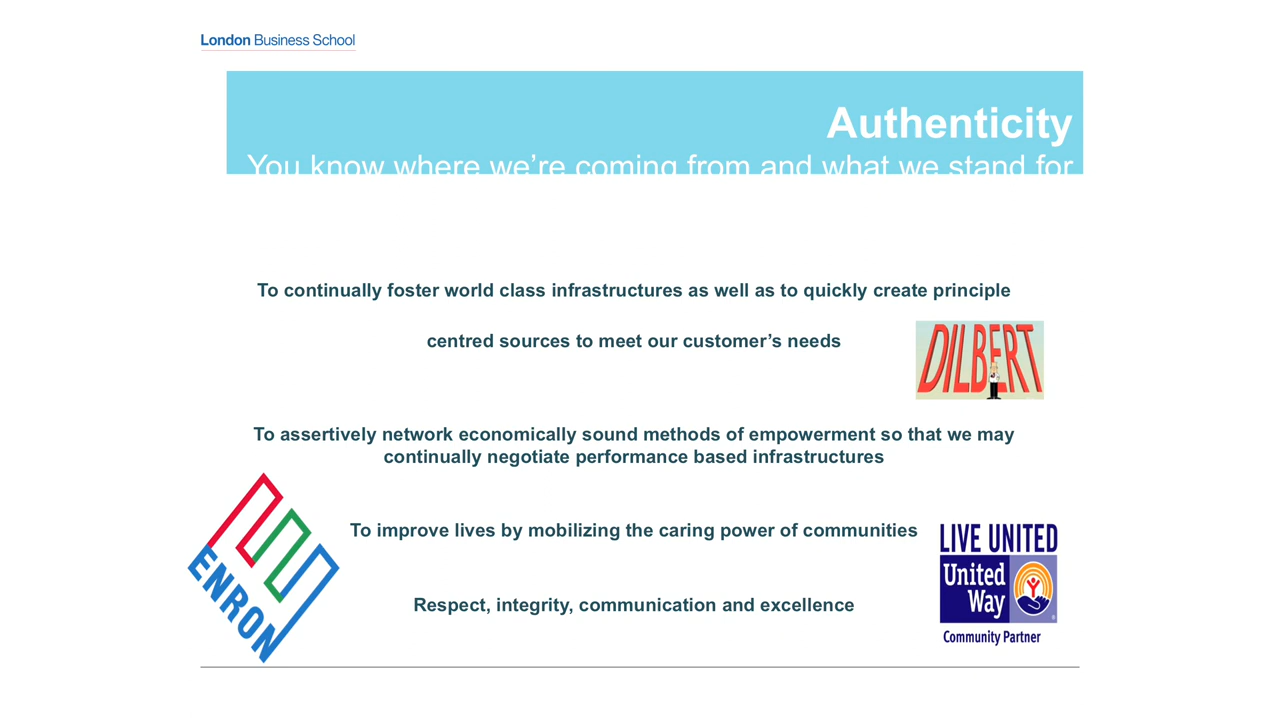 London Business School
Authenticity
You know where we’re coming from and what we stand for
To continually foster world class infrastructures as well as to quickly create principle
centred sources to meet our customer’s needs
DILBERT
To assertively network economically sound methods of empowerment so that we may
continually negotiate performance based infrastructures
To improve lives by mobilizing the caring power of communities
LIVE UNITED
United
Way
Community Partner
ENRON
Respect, integrity, communication and excellence